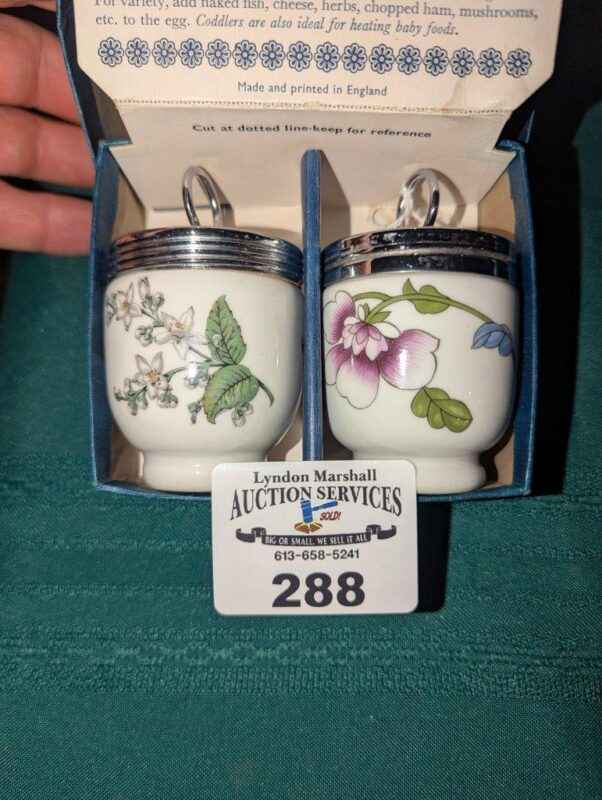 For variety, add naked fish, cheese, herbs, chopped ham, mushrooms,
etc. to the egg. Coddlers are also ideal for heating baby foods.
Made and printed in England
Cut at dotted line-keep for reference
Lyndon Marshall
AUCTION SERVICES
SOLD!
BIG OR SMALL, WE SELL IT ALL
613-658-5241
288